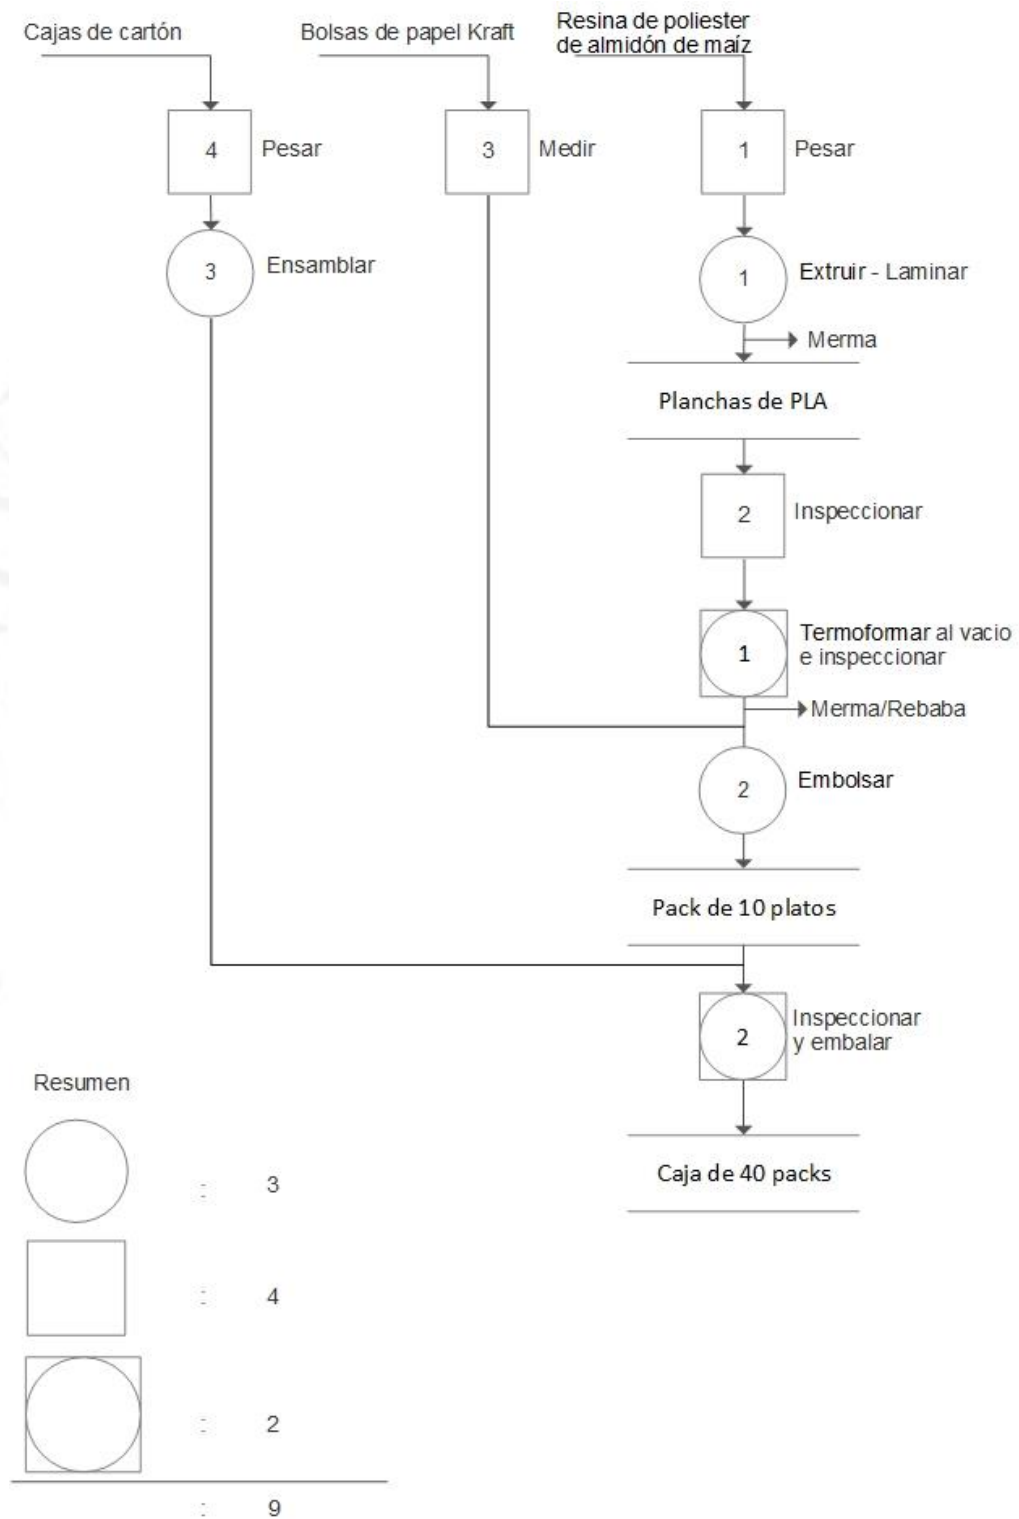 Cajas de cartón
Bolsas de papel Kraft
Resina de poliester
de almidón de maíz
4
Pesar
3
Medir
1
Pesar
3
Ensamblar
1
Extruir - Laminar
Merma
Planchas de PLA
2
Inspeccionar
1
Termoformar al vacio
e inspeccionar
Merma/Rebaba
2
Embolsar
Pack de 10 platos
2
Inspeccionar
y embalar
Caja de 40 packs
Resumen
: 3
: 4
: 2
: 9